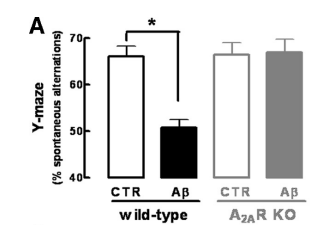 A
*
Y-maze
(% spontaneous alternations)
70
60
50
40
CTR Aβ CTR Aβ
wild-type A2AR KO